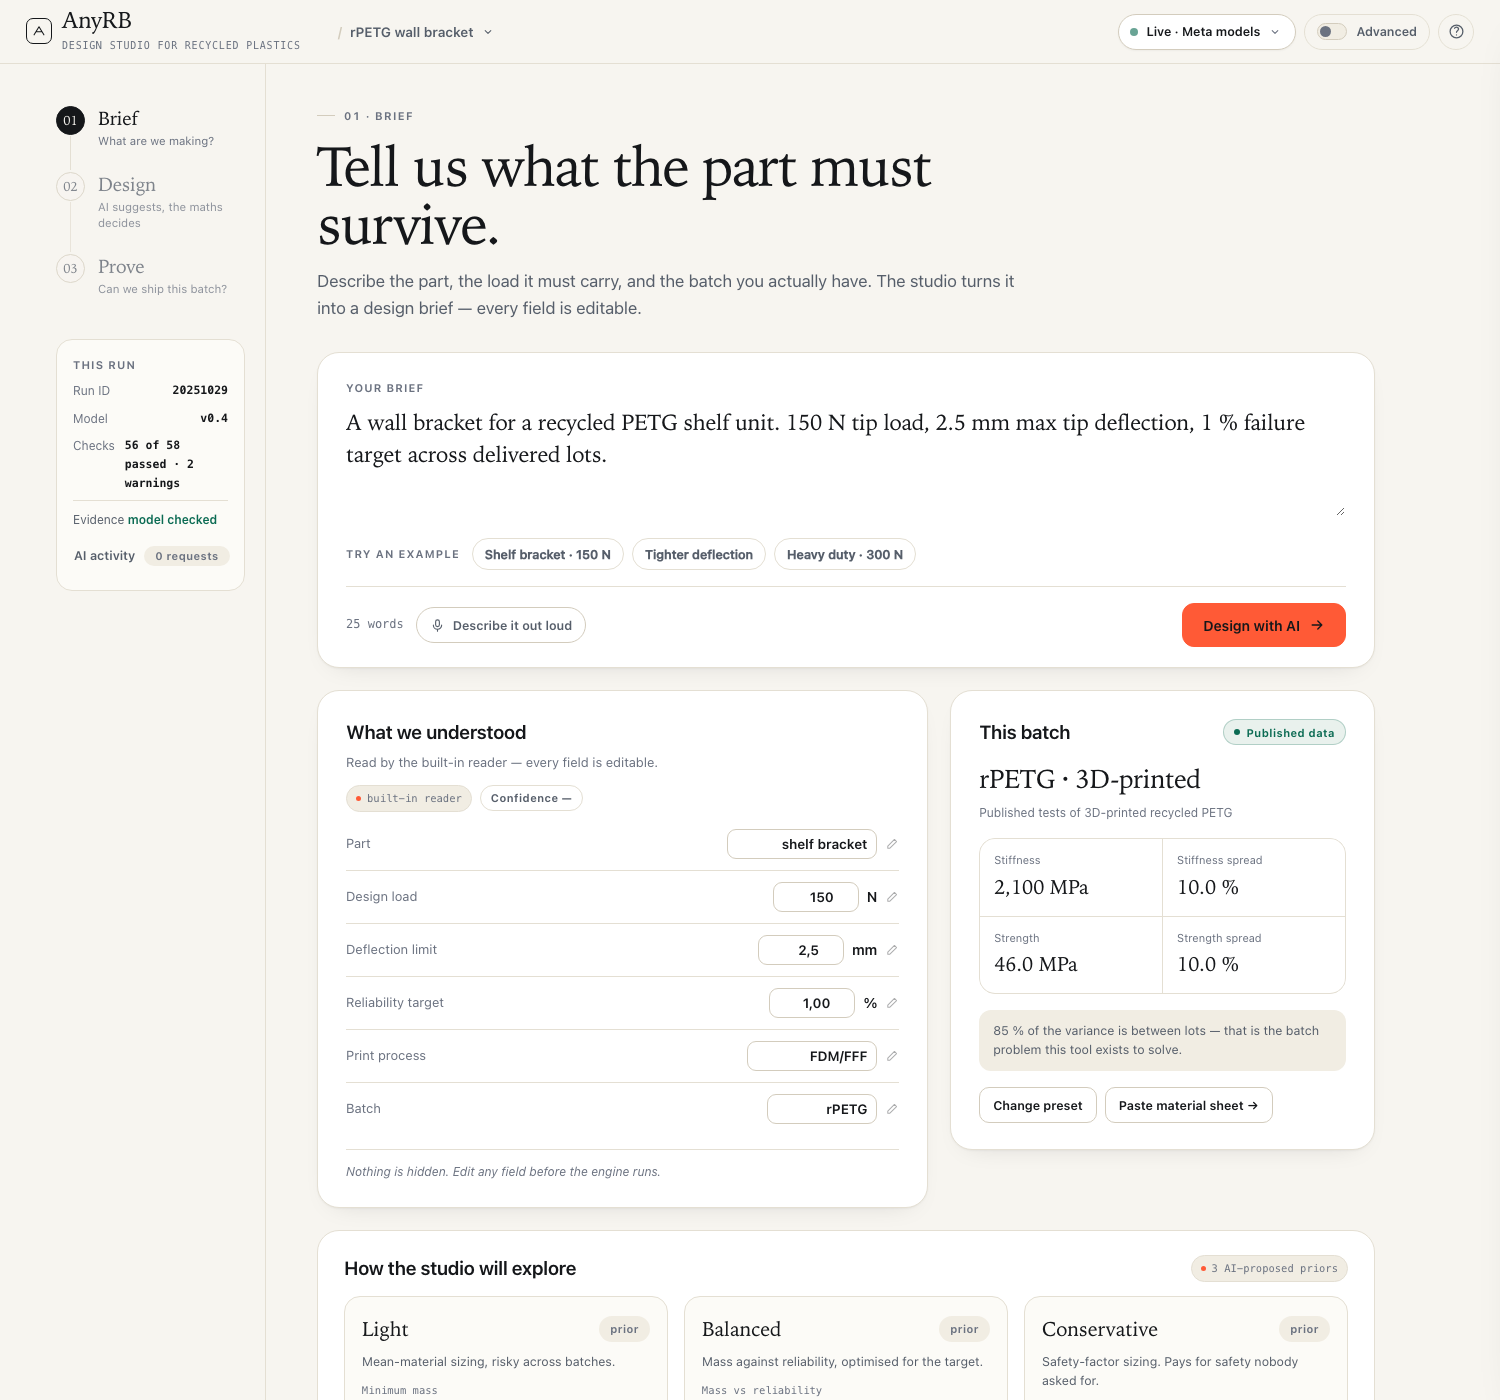 AnyRB
DESIGN STUDIO FOR RECYCLED PLASTICS
/ rPETG wall bracket
Live · Meta models
Advanced
01
Brief
What are we making?
02
Design
AI suggests, the maths
decides
03
Prove
Can we ship this batch?
THIS RUN
Run ID 20251029
Model v0.4
Checks 56 of 58
passed · 2
warnings
Evidence model checked
AI activity 0 requests
01 · BRIEF
Tell us what the part must
survive.
Describe the part, the load it must carry, and the batch you actually have. The studio turns it
into a design brief — every field is editable.
YOUR BRIEF
A wall bracket for a recycled PETG shelf unit. 150 N tip load, 2.5 mm max tip deflection, 1 % failure
target across delivered lots.
TRY AN EXAMPLE Shelf bracket · 150 N Tighter deflection Heavy duty · 300 N
25 words Describe it out loud Design with AI →
What we understood
Read by the built-in reader — every field is editable.
built-in reader Confidence —
Part shelf bracket
Design load 150 N
Deflection limit 2,5 mm
Reliability target 1,00 %
Print process FDM/FFF
Batch rPETG
Nothing is hidden. Edit any field before the engine runs.
This batch Published data
rPETG · 3D-printed
Published tests of 3D-printed recycled PETG
Stiffness
2,100 MPa
Stiffness spread
10.0 %
Strength
46.0 MPa
Strength spread
10.0 %
85 % of the variance is between lots — that is the batch
problem this tool exists to solve.
Change preset Paste material sheet →
How the studio will explore 3 AI-proposed priors
Light prior
Mean-material sizing, risky across batches.
Minimum mass
Balanced prior
Mass against reliability, optimised for the target.
Mass vs reliability
Conservative prior
Safety-factor sizing. Pays for safety nobody
asked for.